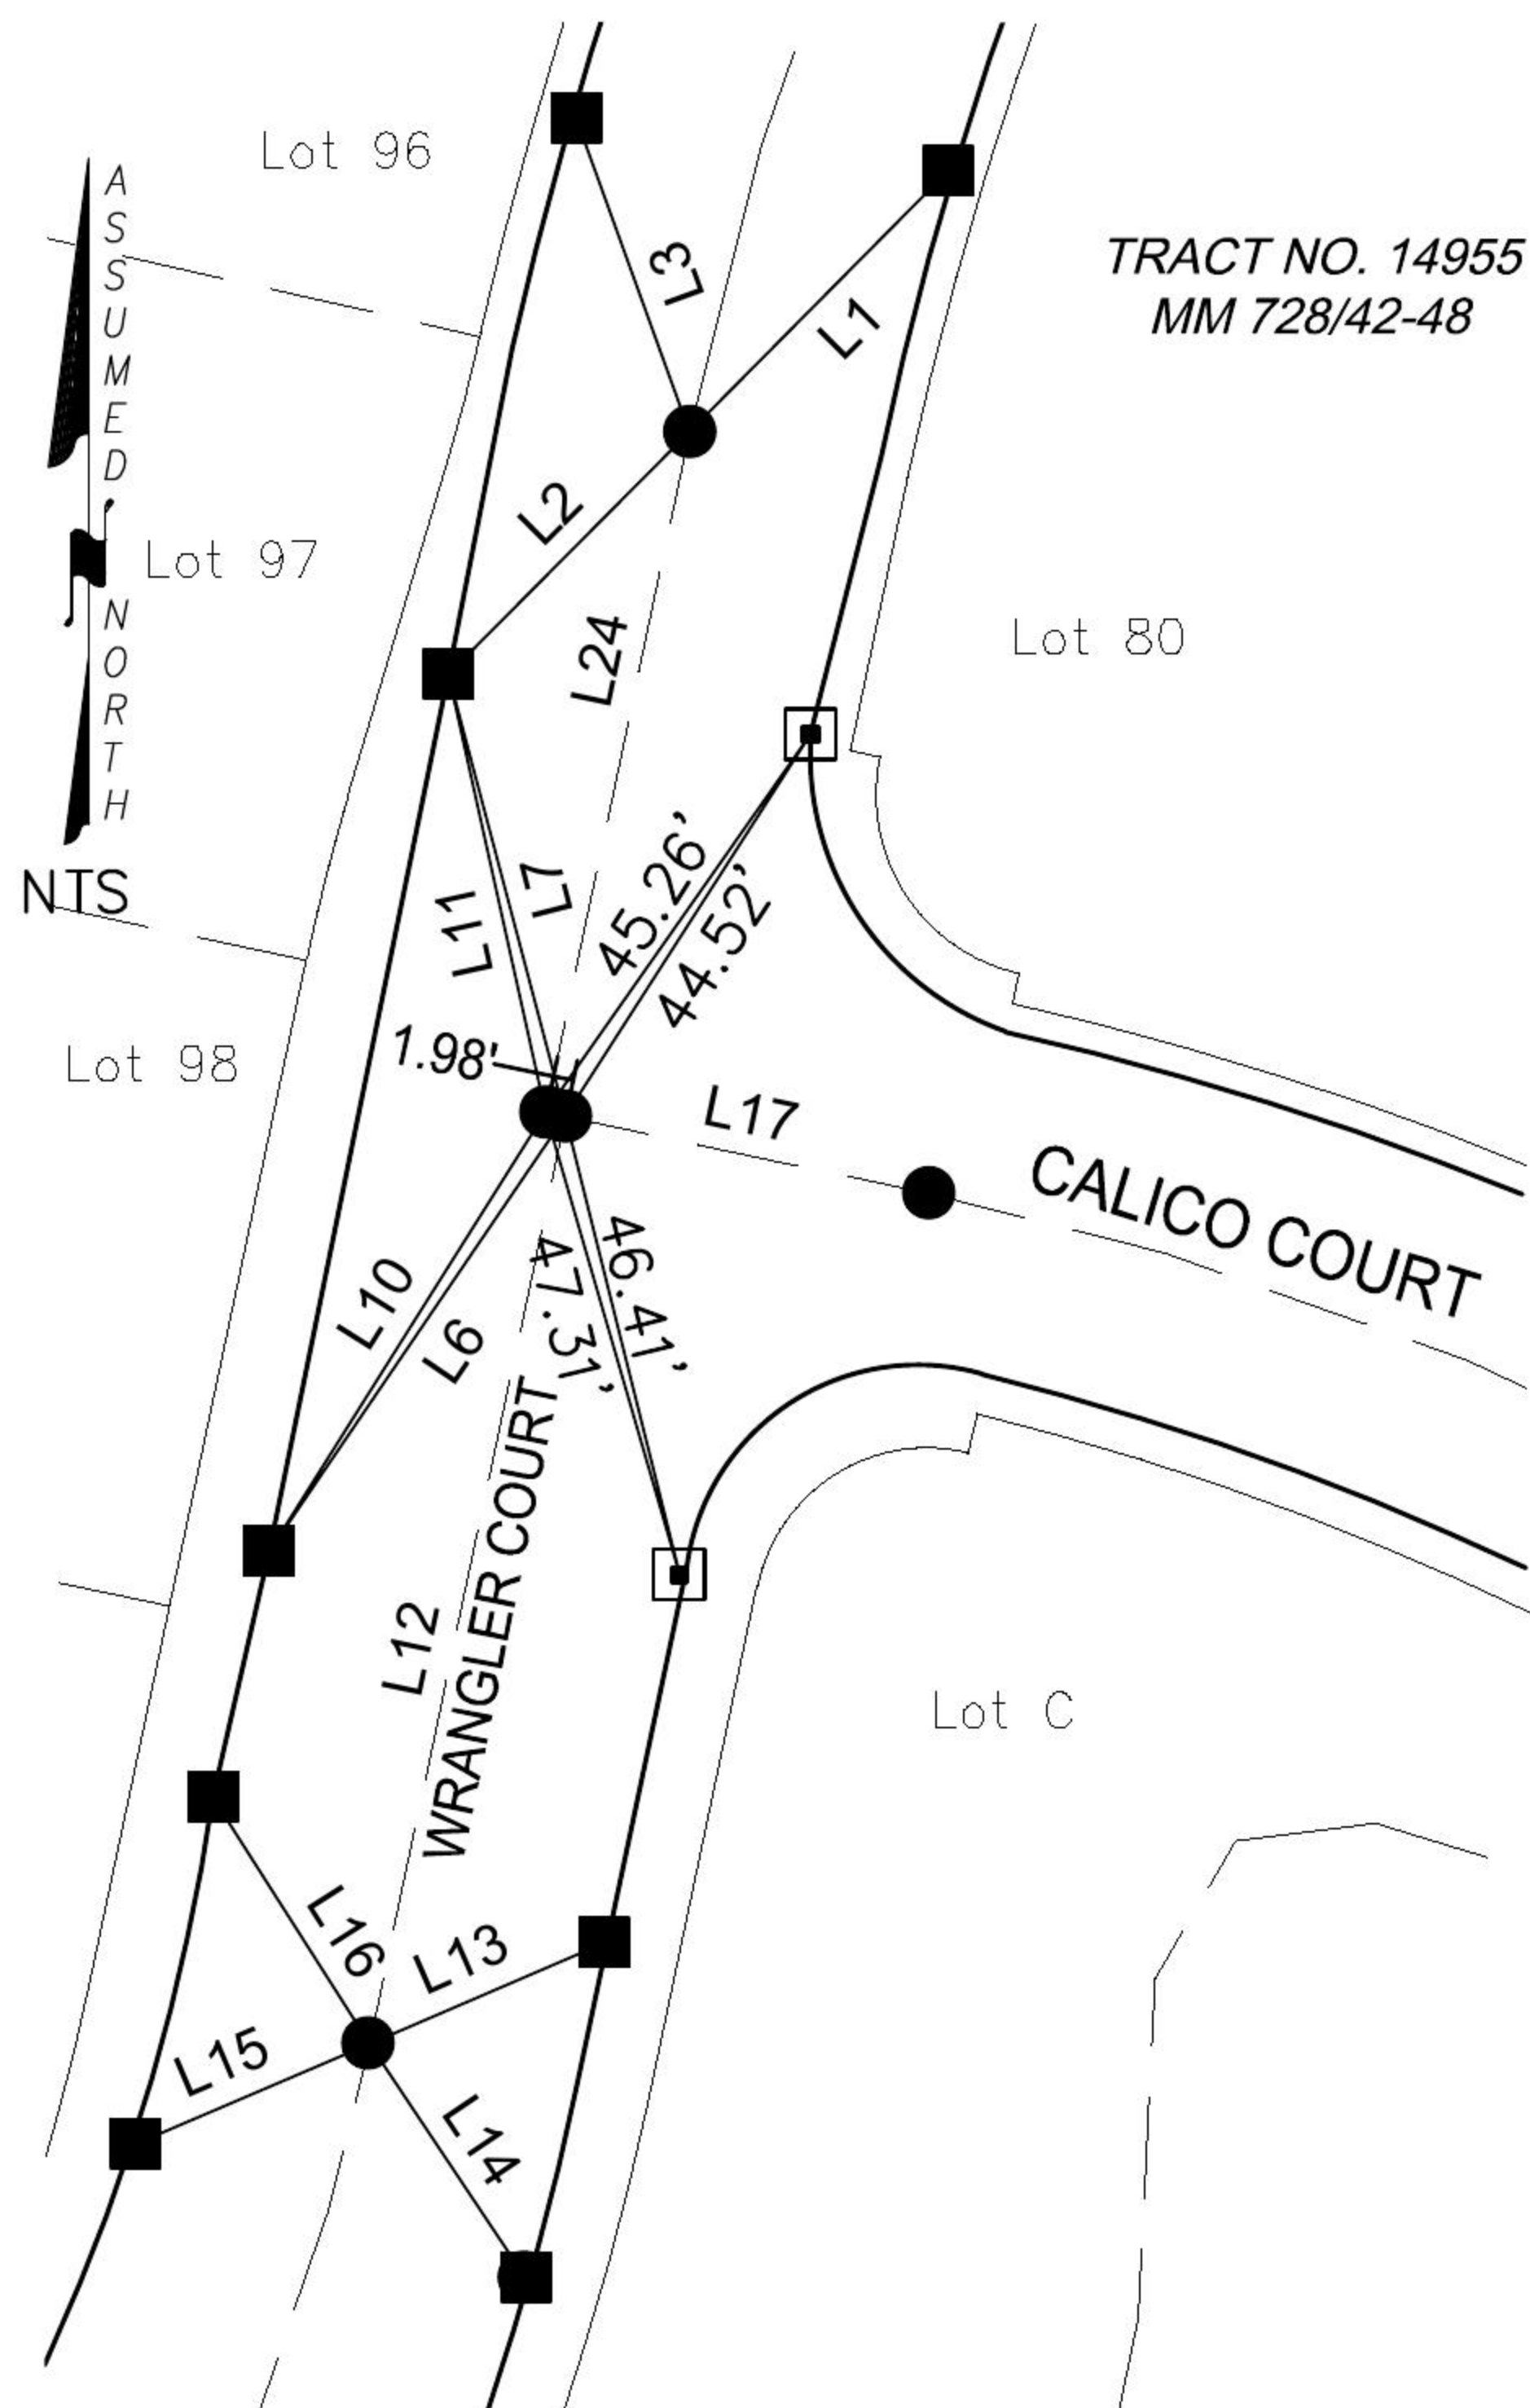 Lot 96
ASSUMED NORTH
NTS
TRACT NO. 14955
MM 728/42-48
L3
L1
L2
Lot 97
L24
Lot 80
L7
L11
45.26'
44.52'
1.98'
Lot 98
L17
CALICO COURT
L10
L6
47.31'
46.41'
L12
WRANGLER COURT
Lot C
L16
L13
L15
L14